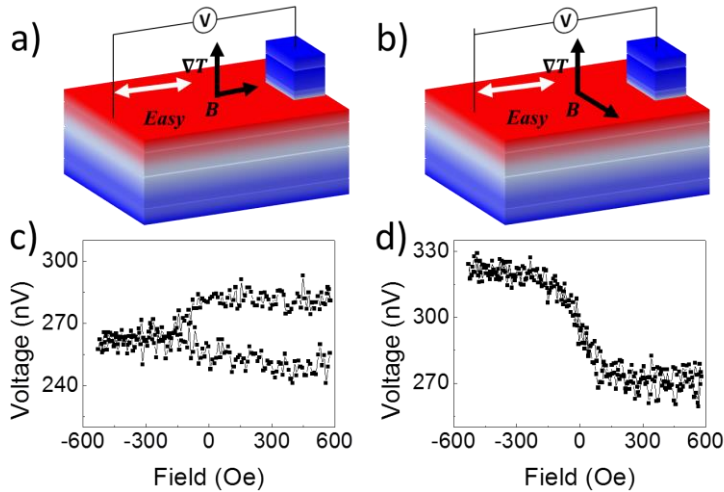 a)
V
∇T
B
Easy
b)
V
∇T
B
Easy
c)
300
270
240
Voltage (nV)
-600 -300 0 300 600
Field (Oe)
d)
330
300
270
Voltage (nV)
-600 -300 0 300 600
Field (Oe)